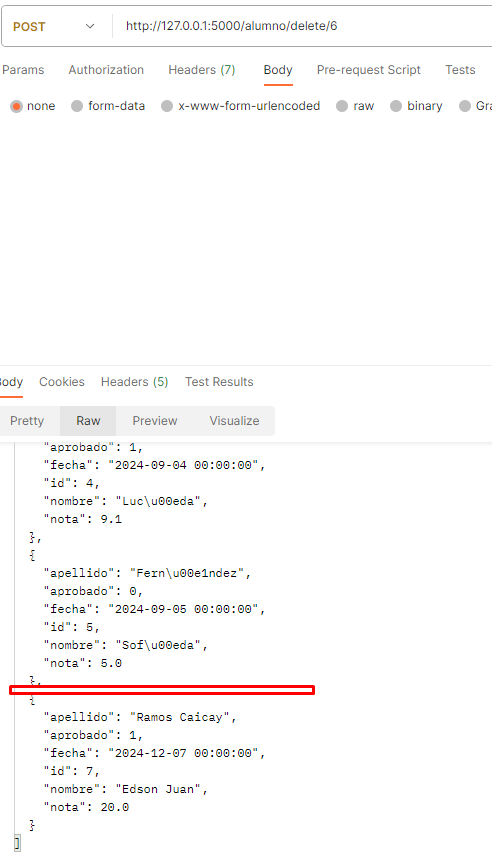 POST http://127.0.0.1:5000/alumno/delete/6
Params Authorization Headers (7) Body Pre-request Script Tests
none form-data x-www-form-urlencoded raw binary Gra
Body Cookies Headers (5) Test Results
Pretty Raw Preview Visualize
"aprobado": 1,
"fecha": "2024-09-04 00:00:00",
"id": 4,
"nombre": "Luc\u00eda",
"nota": 9.1
},
{
"apellido": "Fern\u00e1ndez",
"aprobado": 0,
"fecha": "2024-09-05 00:00:00",
"id": 5,
"nombre": "Sof\u00eda",
"nota": 5.0
},
{
"apellido": "Ramos Caicay",
"aprobado": 1,
"fecha": "2024-12-07 00:00:00",
"id": 7,
"nombre": "Edson Juan",
"nota": 20.0
}
]